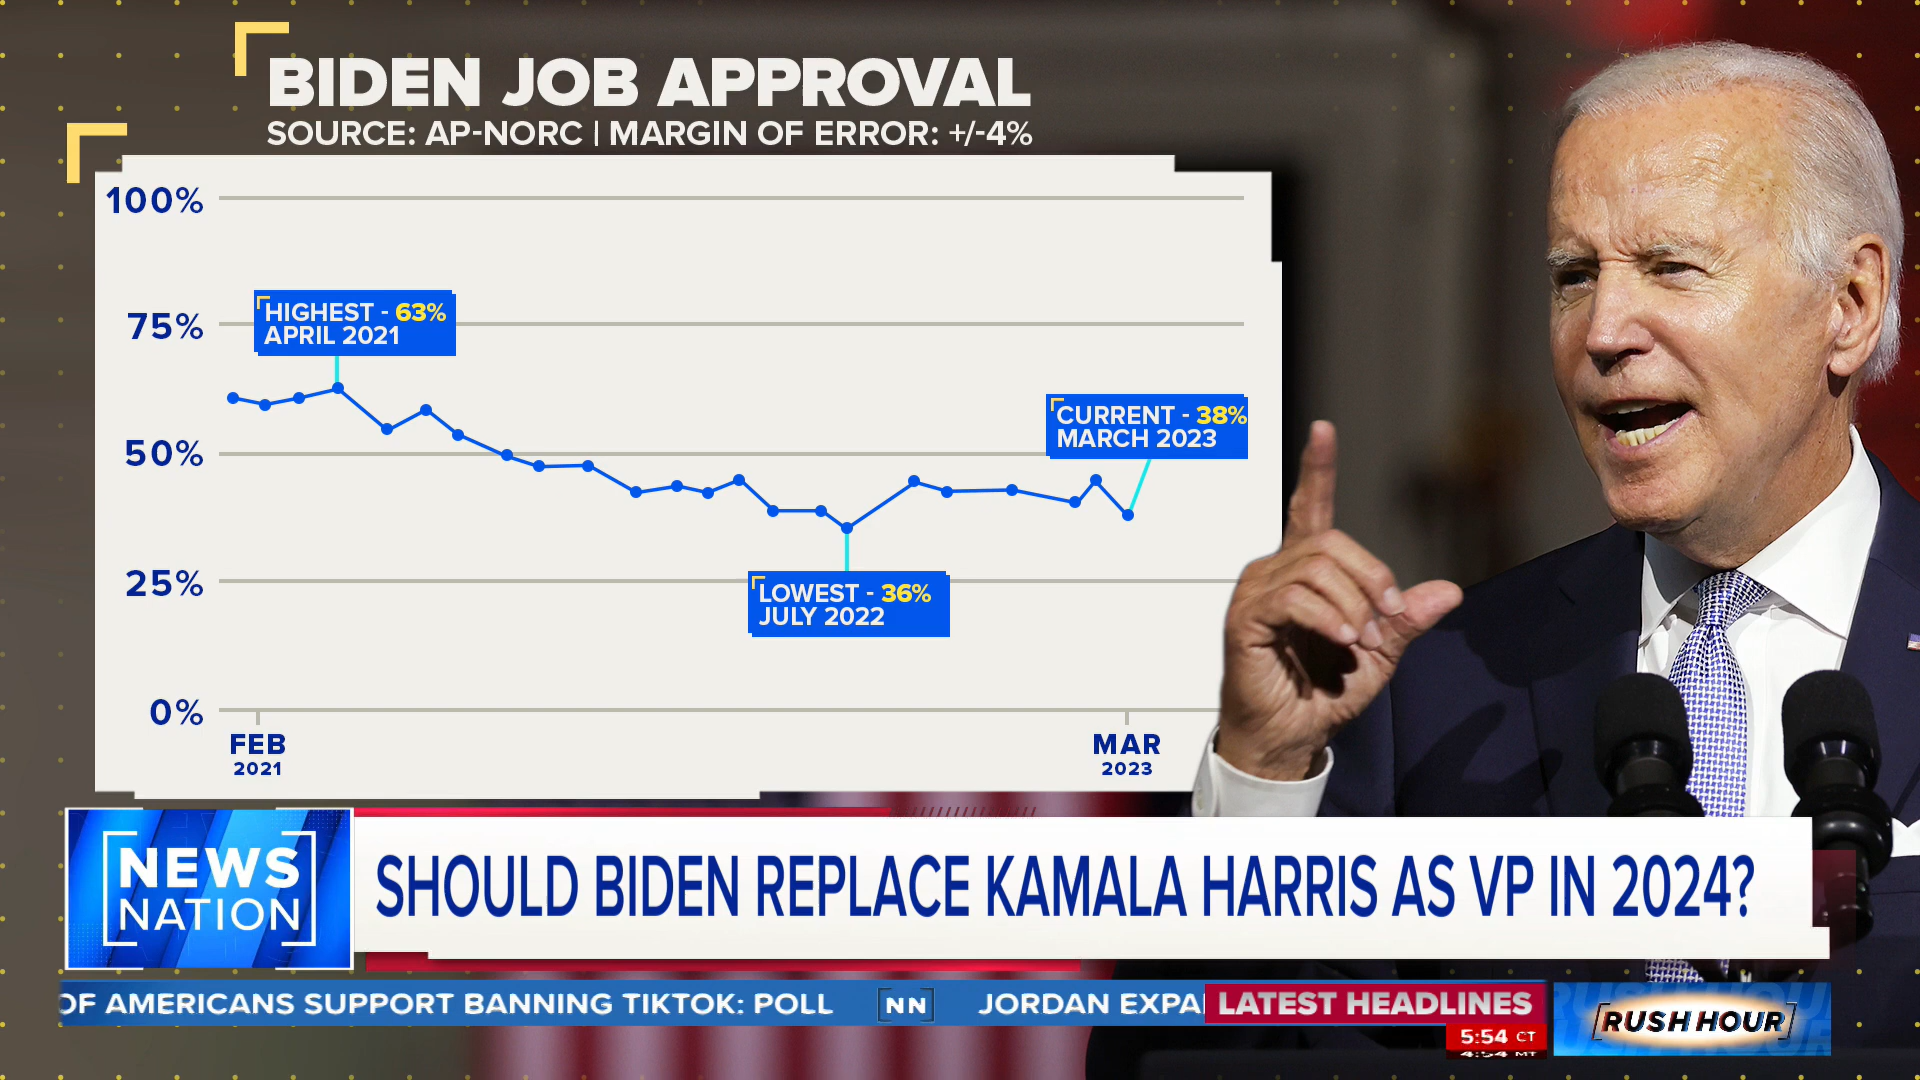 BIDEN JOB APPROVAL
SOURCE: AP-NORC | MARGIN OF ERROR: +/-4%
100%
75%
50%
25%
0%
HIGHEST - 63%
APRIL 2021
CURRENT - 38%
MARCH 2023
LOWEST - 36%
JULY 2022
FEB
2021
MAR
2023
NEWS
NATION
SHOULD BIDEN REPLACE KAMALA HARRIS AS VP IN 2024?
OF AMERICANS SUPPORT BANNING TIKTOK: POLL NN JORDAN EXPA
LATEST HEADLINES
RUSH HOUR
5:54 CT
4:54 MT